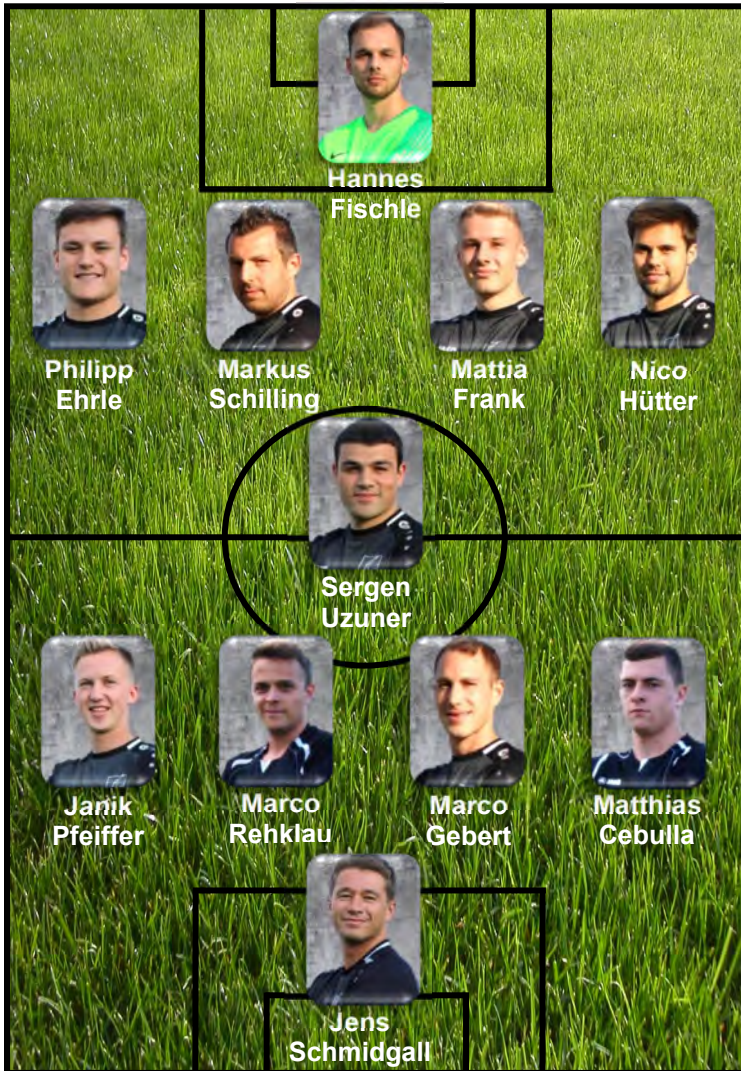 Hannes
Fischle
Philipp
Ehrle
Markus
Schilling
Mattia
Frank
Nico
Hütter
Sergen
Uzuner
Janik
Pfeiffer
Marco
Rehklau
Marco
Gebert
Matthias
Cebulla
Jens
Schmidgall